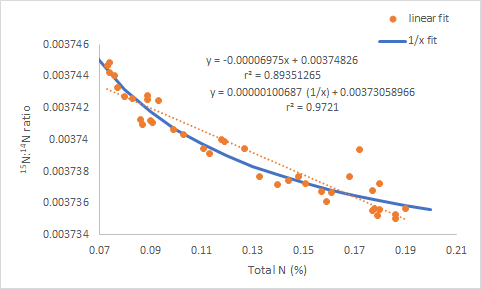 linear fit
1/x fit
y = -0.00006975x + 0.00374826
r² = 0.89351265
y = 0.00000100687 (1/x) + 0.00373058966
r² = 0.9721
0.003746
0.003744
0.003742
0.00374
0.003738
0.003736
0.003734
¹⁵N:¹⁴N ratio
0.07 0.09 0.11 0.13 0.15 0.17 0.19 0.21
Total N (%)